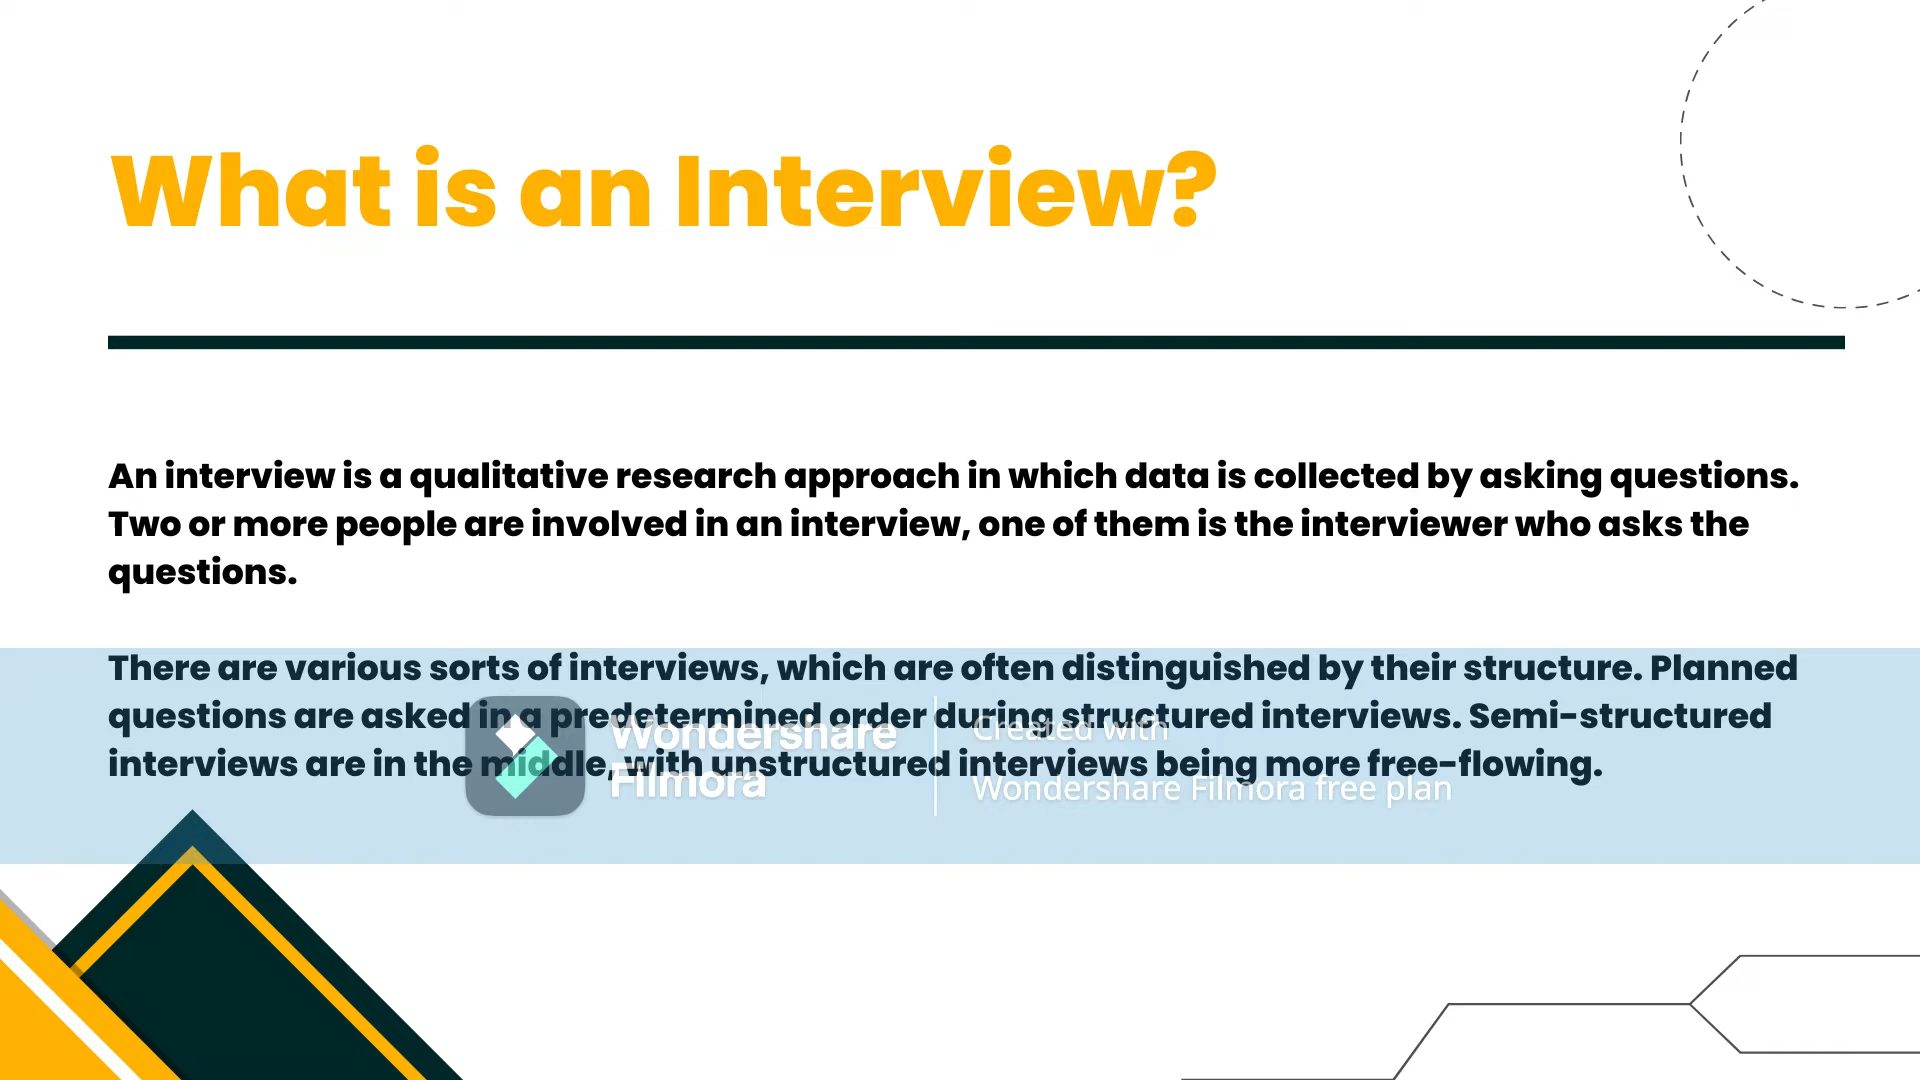 What is an Interview?
An interview is a qualitative research approach in which data is collected by asking questions.
Two or more people are involved in an interview, one of them is the interviewer who asks the
questions.
There are various sorts of interviews, which are often distinguished by their structure. Planned
questions are asked in a predetermined order during structured interviews. Semi-structured
interviews are in the middle, with unstructured interviews being more free-flowing.
Wondershare
Filmora
Created with
Wondershare Filmora free plan